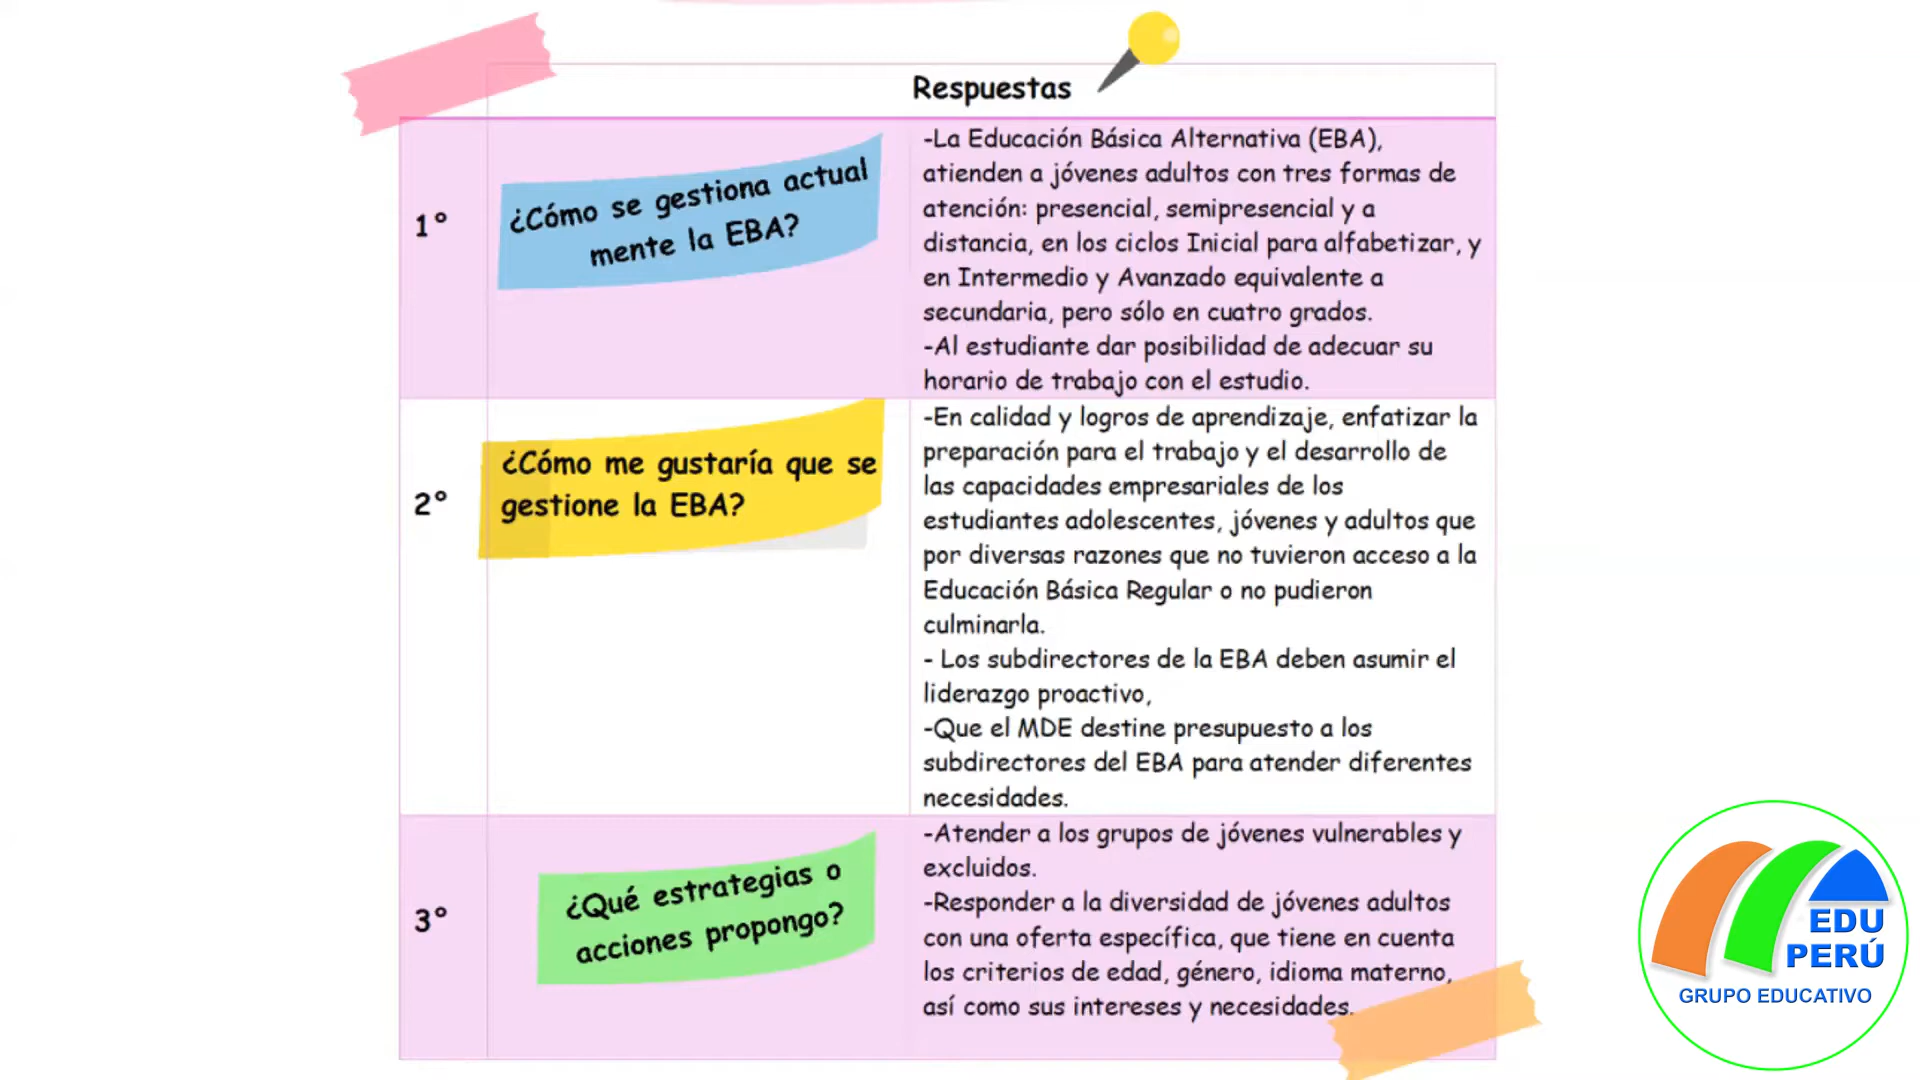 Respuestas
1°
¿Cómo se gestiona actual
mente la EBA?
-La Educación Básica Alternativa (EBA),
atienden a jóvenes adultos con tres formas de
atención: presencial, semipresencial y a
distancia, en los ciclos Inicial para alfabetizar, y
en Intermedio y Avanzado equivalente a
secundaria, pero sólo en cuatro grados.
-Al estudiante dar posibilidad de adecuar su
horario de trabajo con el estudio.
2°
¿Cómo me gustaría que se
gestione la EBA?
-En calidad y logros de aprendizaje, enfatizar la
preparación para el trabajo y el desarrollo de
las capacidades empresariales de los
estudiantes adolescentes, jóvenes y adultos que
por diversas razones que no tuvieron acceso a la
Educación Básica Regular o no pudieron
culminarla.
- Los subdirectores de la EBA deben asumir el
liderazgo proactivo,
-Que el MDE destine presupuesto a los
subdirectores del EBA para atender diferentes
necesidades.
3°
¿Qué estrategias o
acciones propongo?
-Atender a los grupos de jóvenes vulnerables y
excluidos.
-Responder a la diversidad de jóvenes adultos
con una oferta específica, que tiene en cuenta
los criterios de edad, género, idioma materno,
así como sus intereses y necesidades.
EDU
PERÚ
GRUPO EDUCATIVO